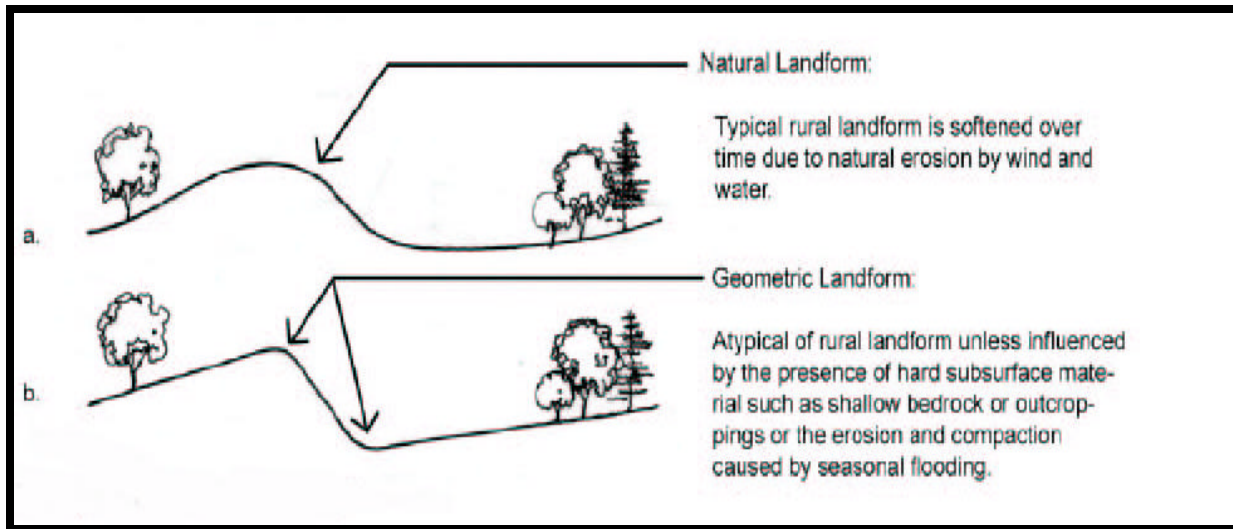 Natural Landform:
Typical rural landform is softened over
time due to natural erosion by wind and
water.
a.
Geometric Landform:
Atypical of rural landform unless influenced
by the presence of hard subsurface mate-
rial such as shallow bedrock or outcrop-
pings or the erosion and compaction
caused by seasonal flooding.
b.